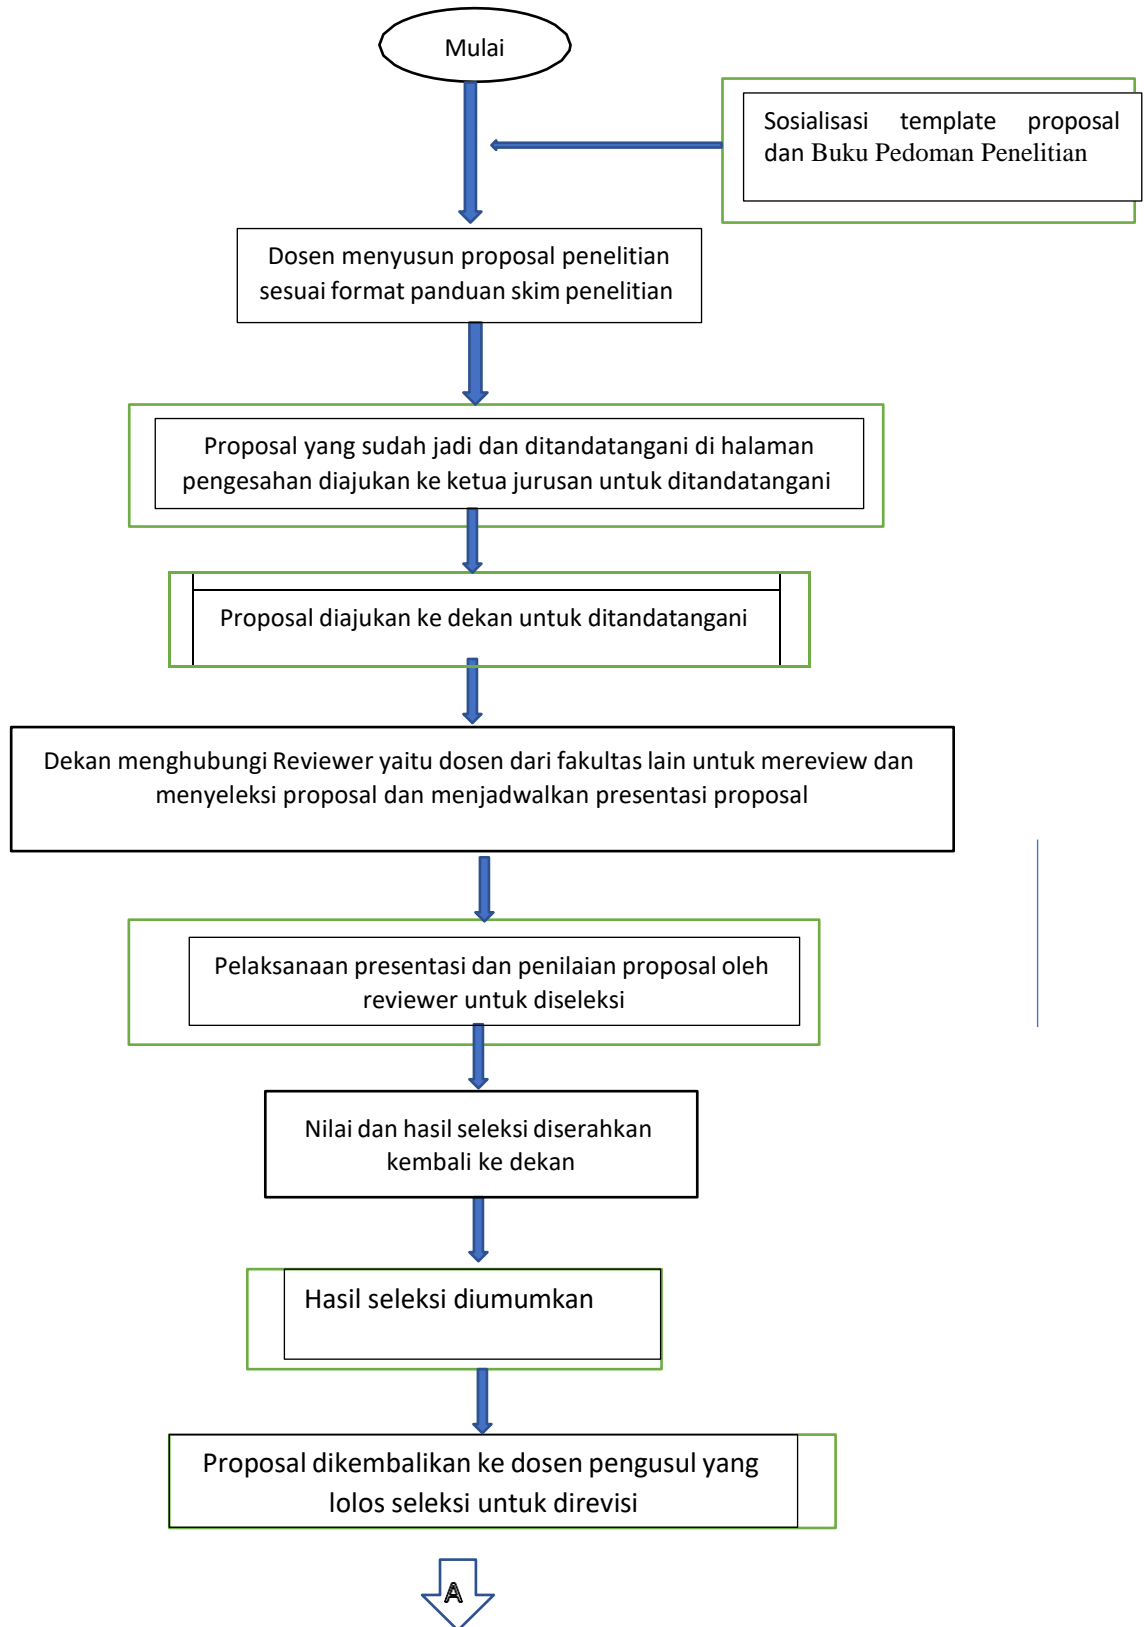 Mulai
Sosialisasi template proposal
dan Buku Pedoman Penelitian
Dosen menyusun proposal penelitian
sesuai format panduan skim penelitian
Proposal yang sudah jadi dan ditandatangani di halaman
pengesahan diajukan ke ketua jurusan untuk ditandatangani
Proposal diajukan ke dekan untuk ditandatangani
Dekan menghubungi Reviewer yaitu dosen dari fakultas lain untuk mereview dan
menyeleksi proposal dan menjadwalkan presentasi proposal
Pelaksanaan presentasi dan penilaian proposal oleh
reviewer untuk diseleksi
Nilai dan hasil seleksi diserahkan
kembali ke dekan
Hasil seleksi diumumkan
Proposal dikembalikan ke dosen pengusul yang
lolos seleksi untuk direvisi
A